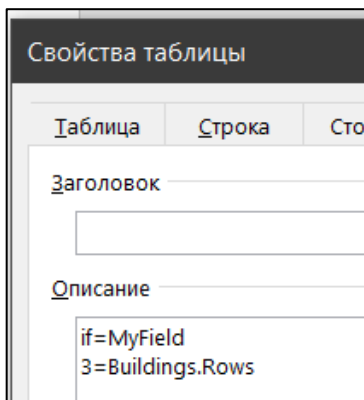 Свойства таблицы
Таблица Строка Сто
Заголовок
Описание
if=MyField
3=Buildings.Rows